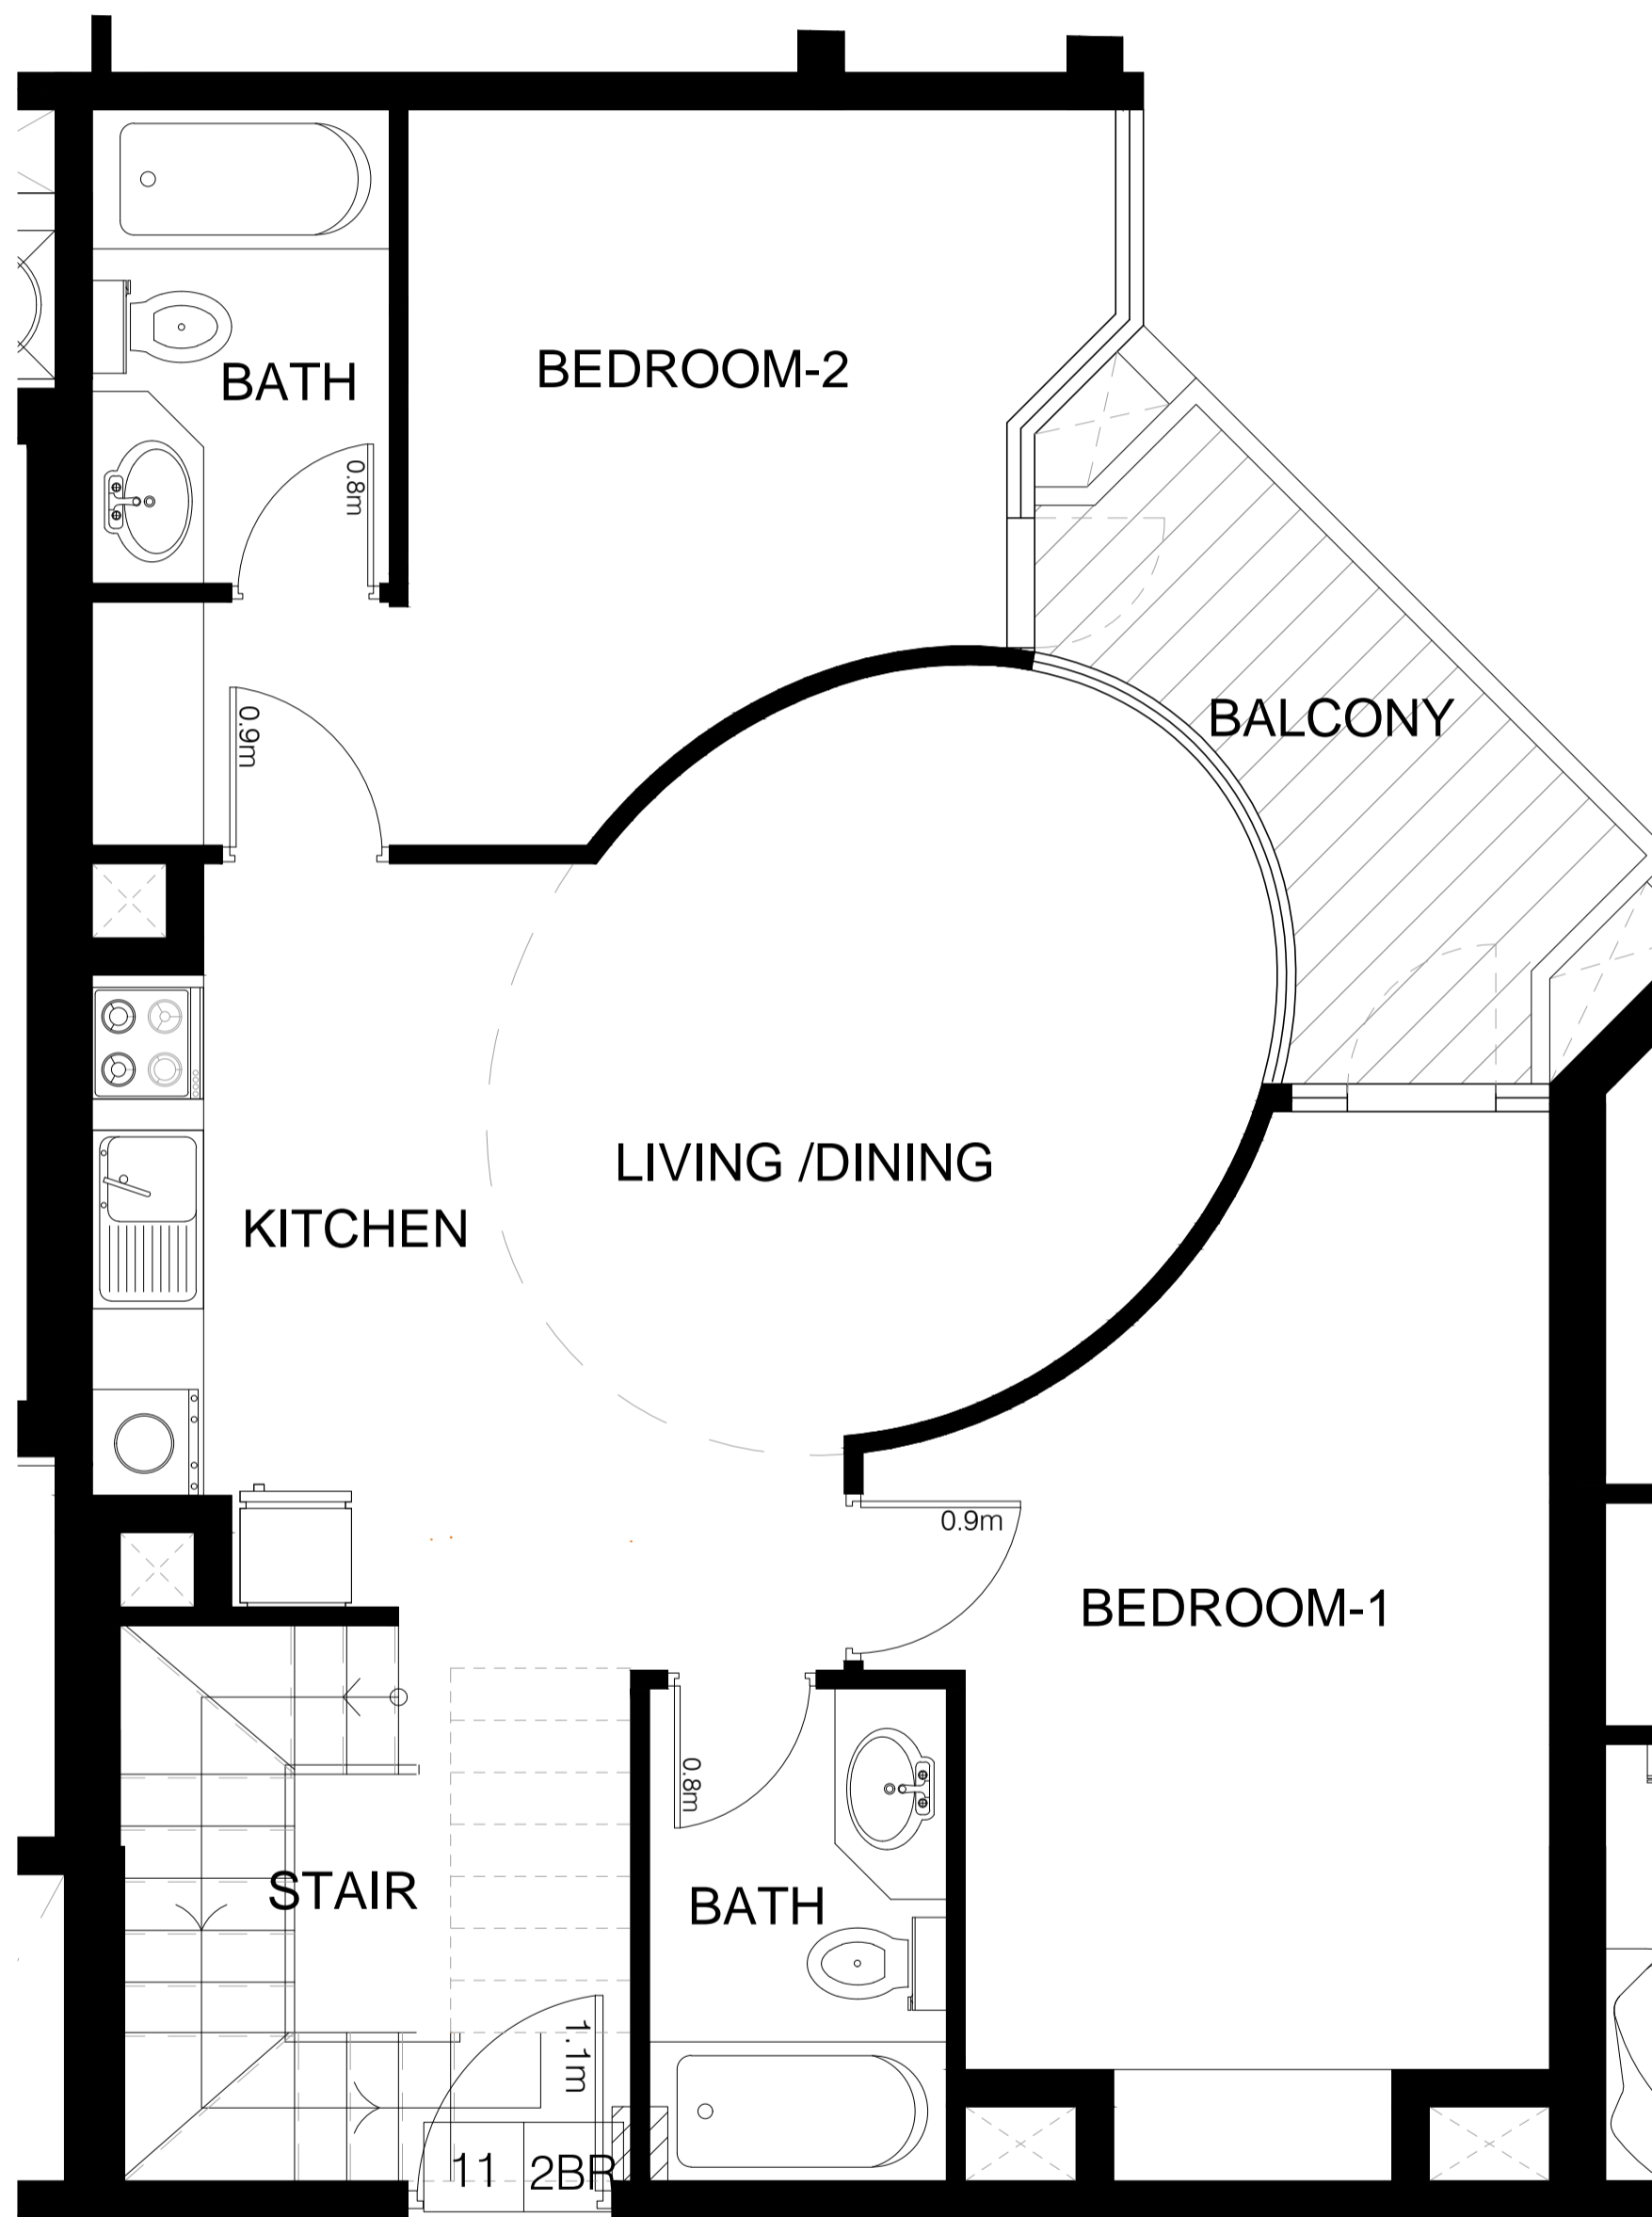 BEDROOM-2
BATH
0.8m
0.9m
BALCONY
LIVING /DINING
KITCHEN
0.9m
BEDROOM-1
0.8m
STAIR
BATH
1.1m
11 2BR